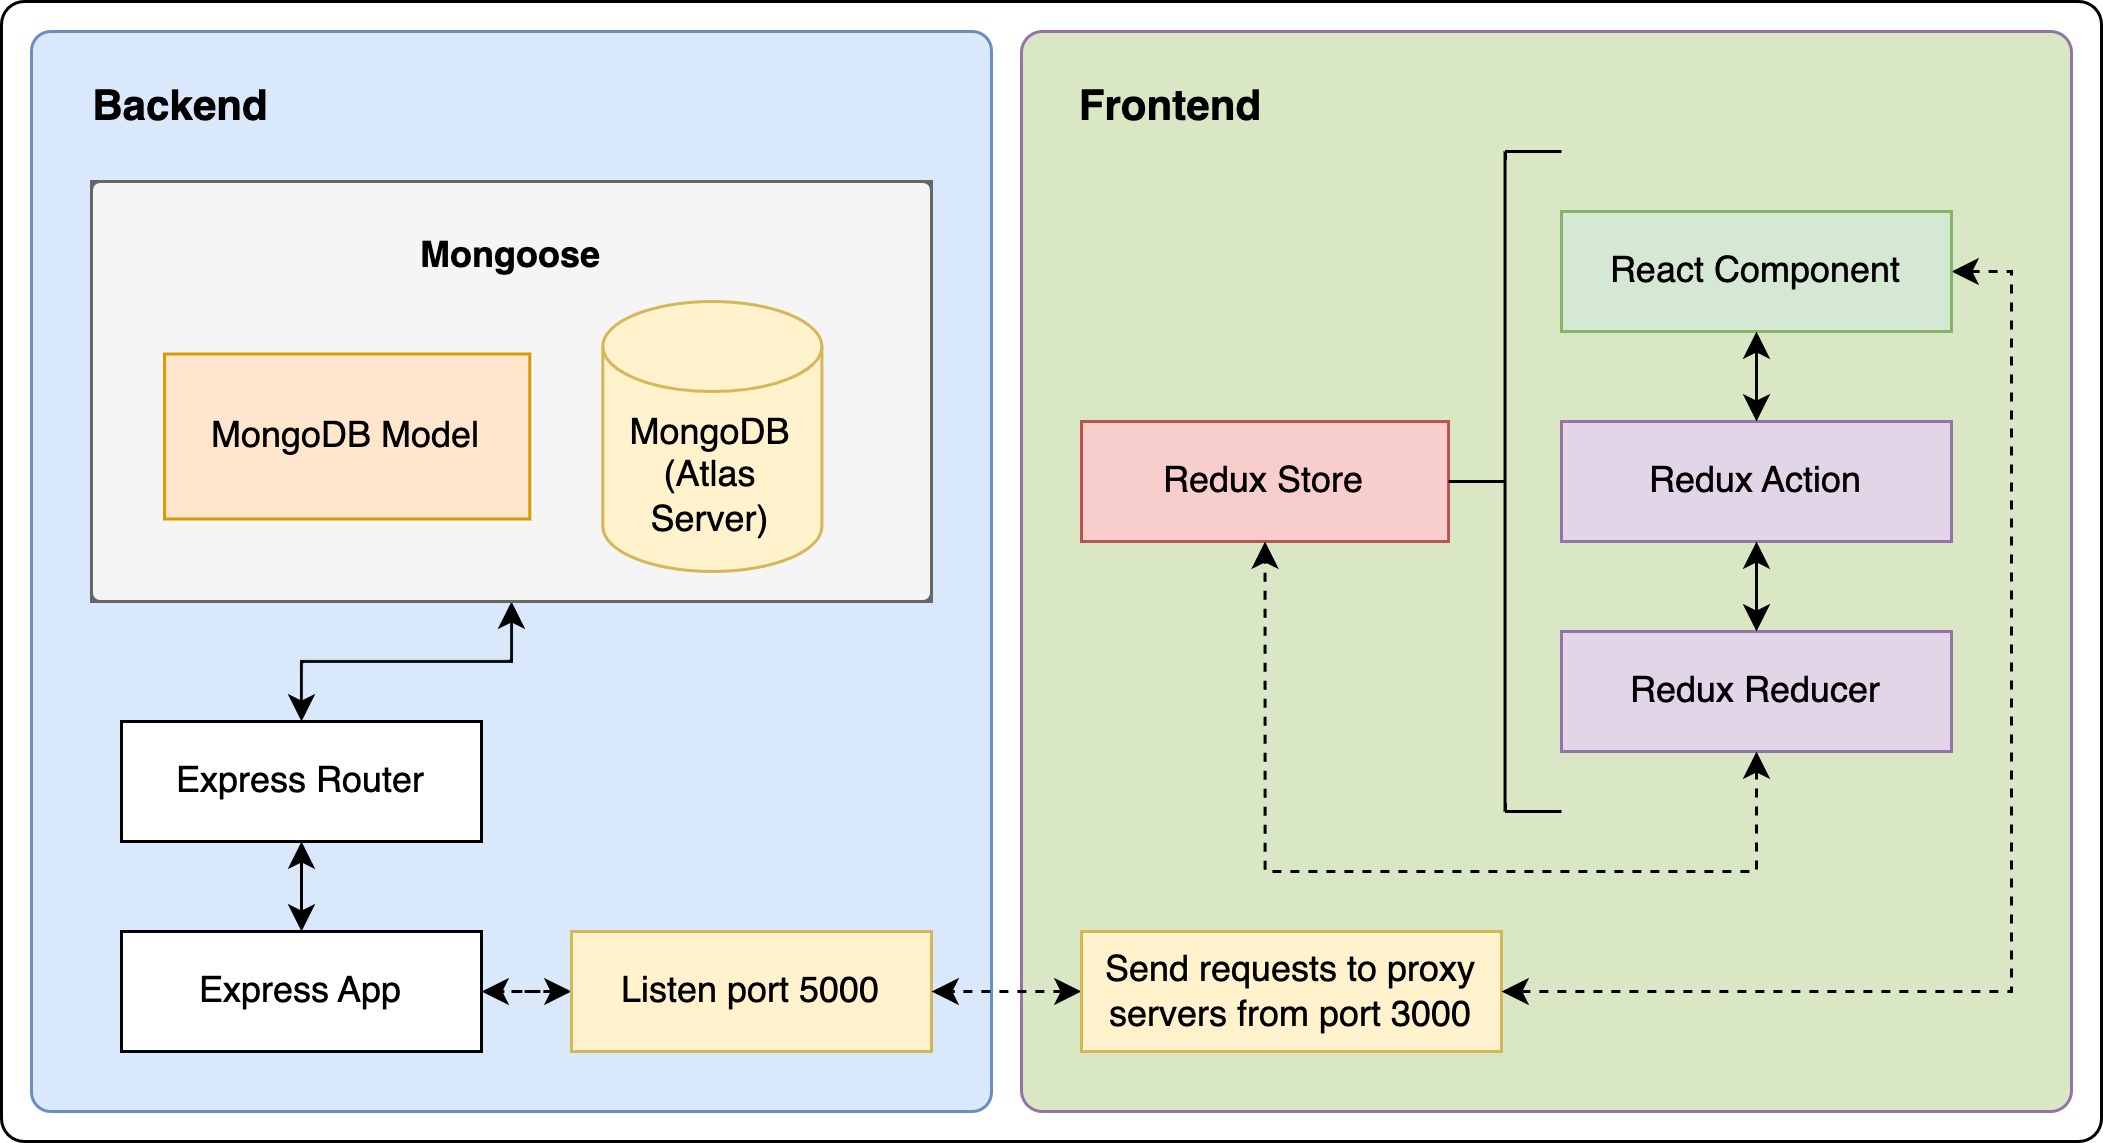 Backend
Mongoose
MongoDB Model
MongoDB
(Atlas
Server)
Express Router
Express App
Listen port 5000
Frontend
React Component
Redux Store
Redux Action
Redux Reducer
Send requests to proxy
servers from port 3000